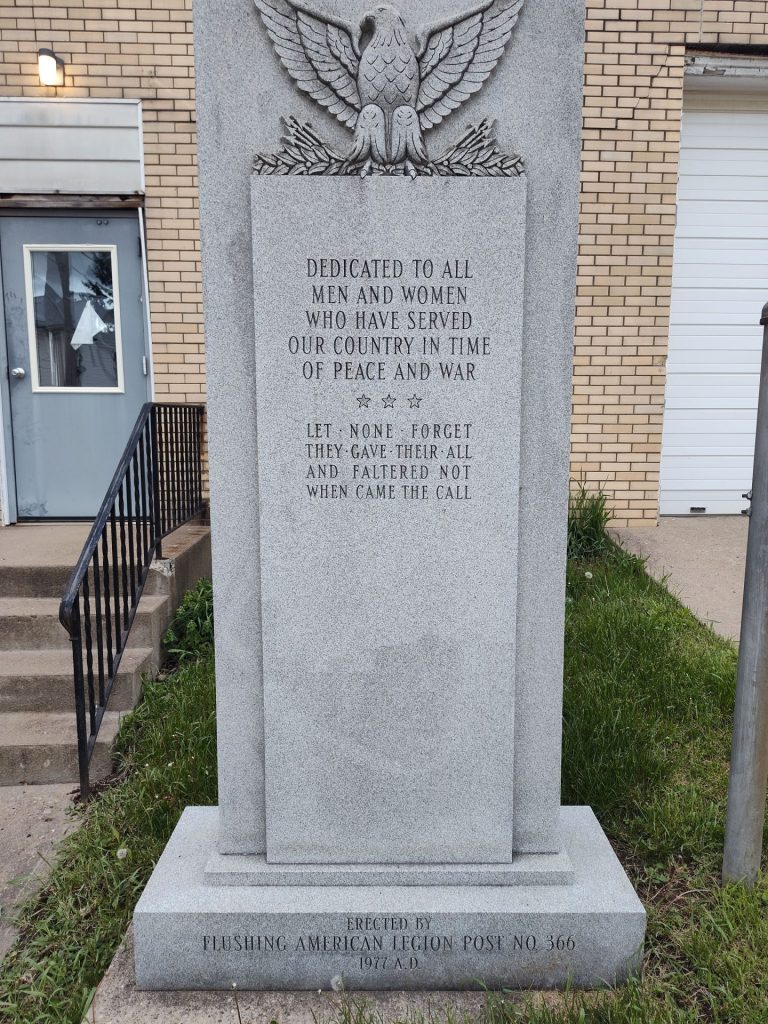 DEDICATED TO ALL
MEN AND WOMEN
WHO HAVE SERVED
OUR COUNTRY IN TIME
OF PEACE AND WAR
☆ ☆ ☆
LET · NONE · FORGET
THEY · GAVE · THEIR · ALL
AND FALTERED NOT
WHEN CAME THE CALL
ERECTED BY
FLUSHING AMERICAN LEGION POST NO. 366
1977 A.D.